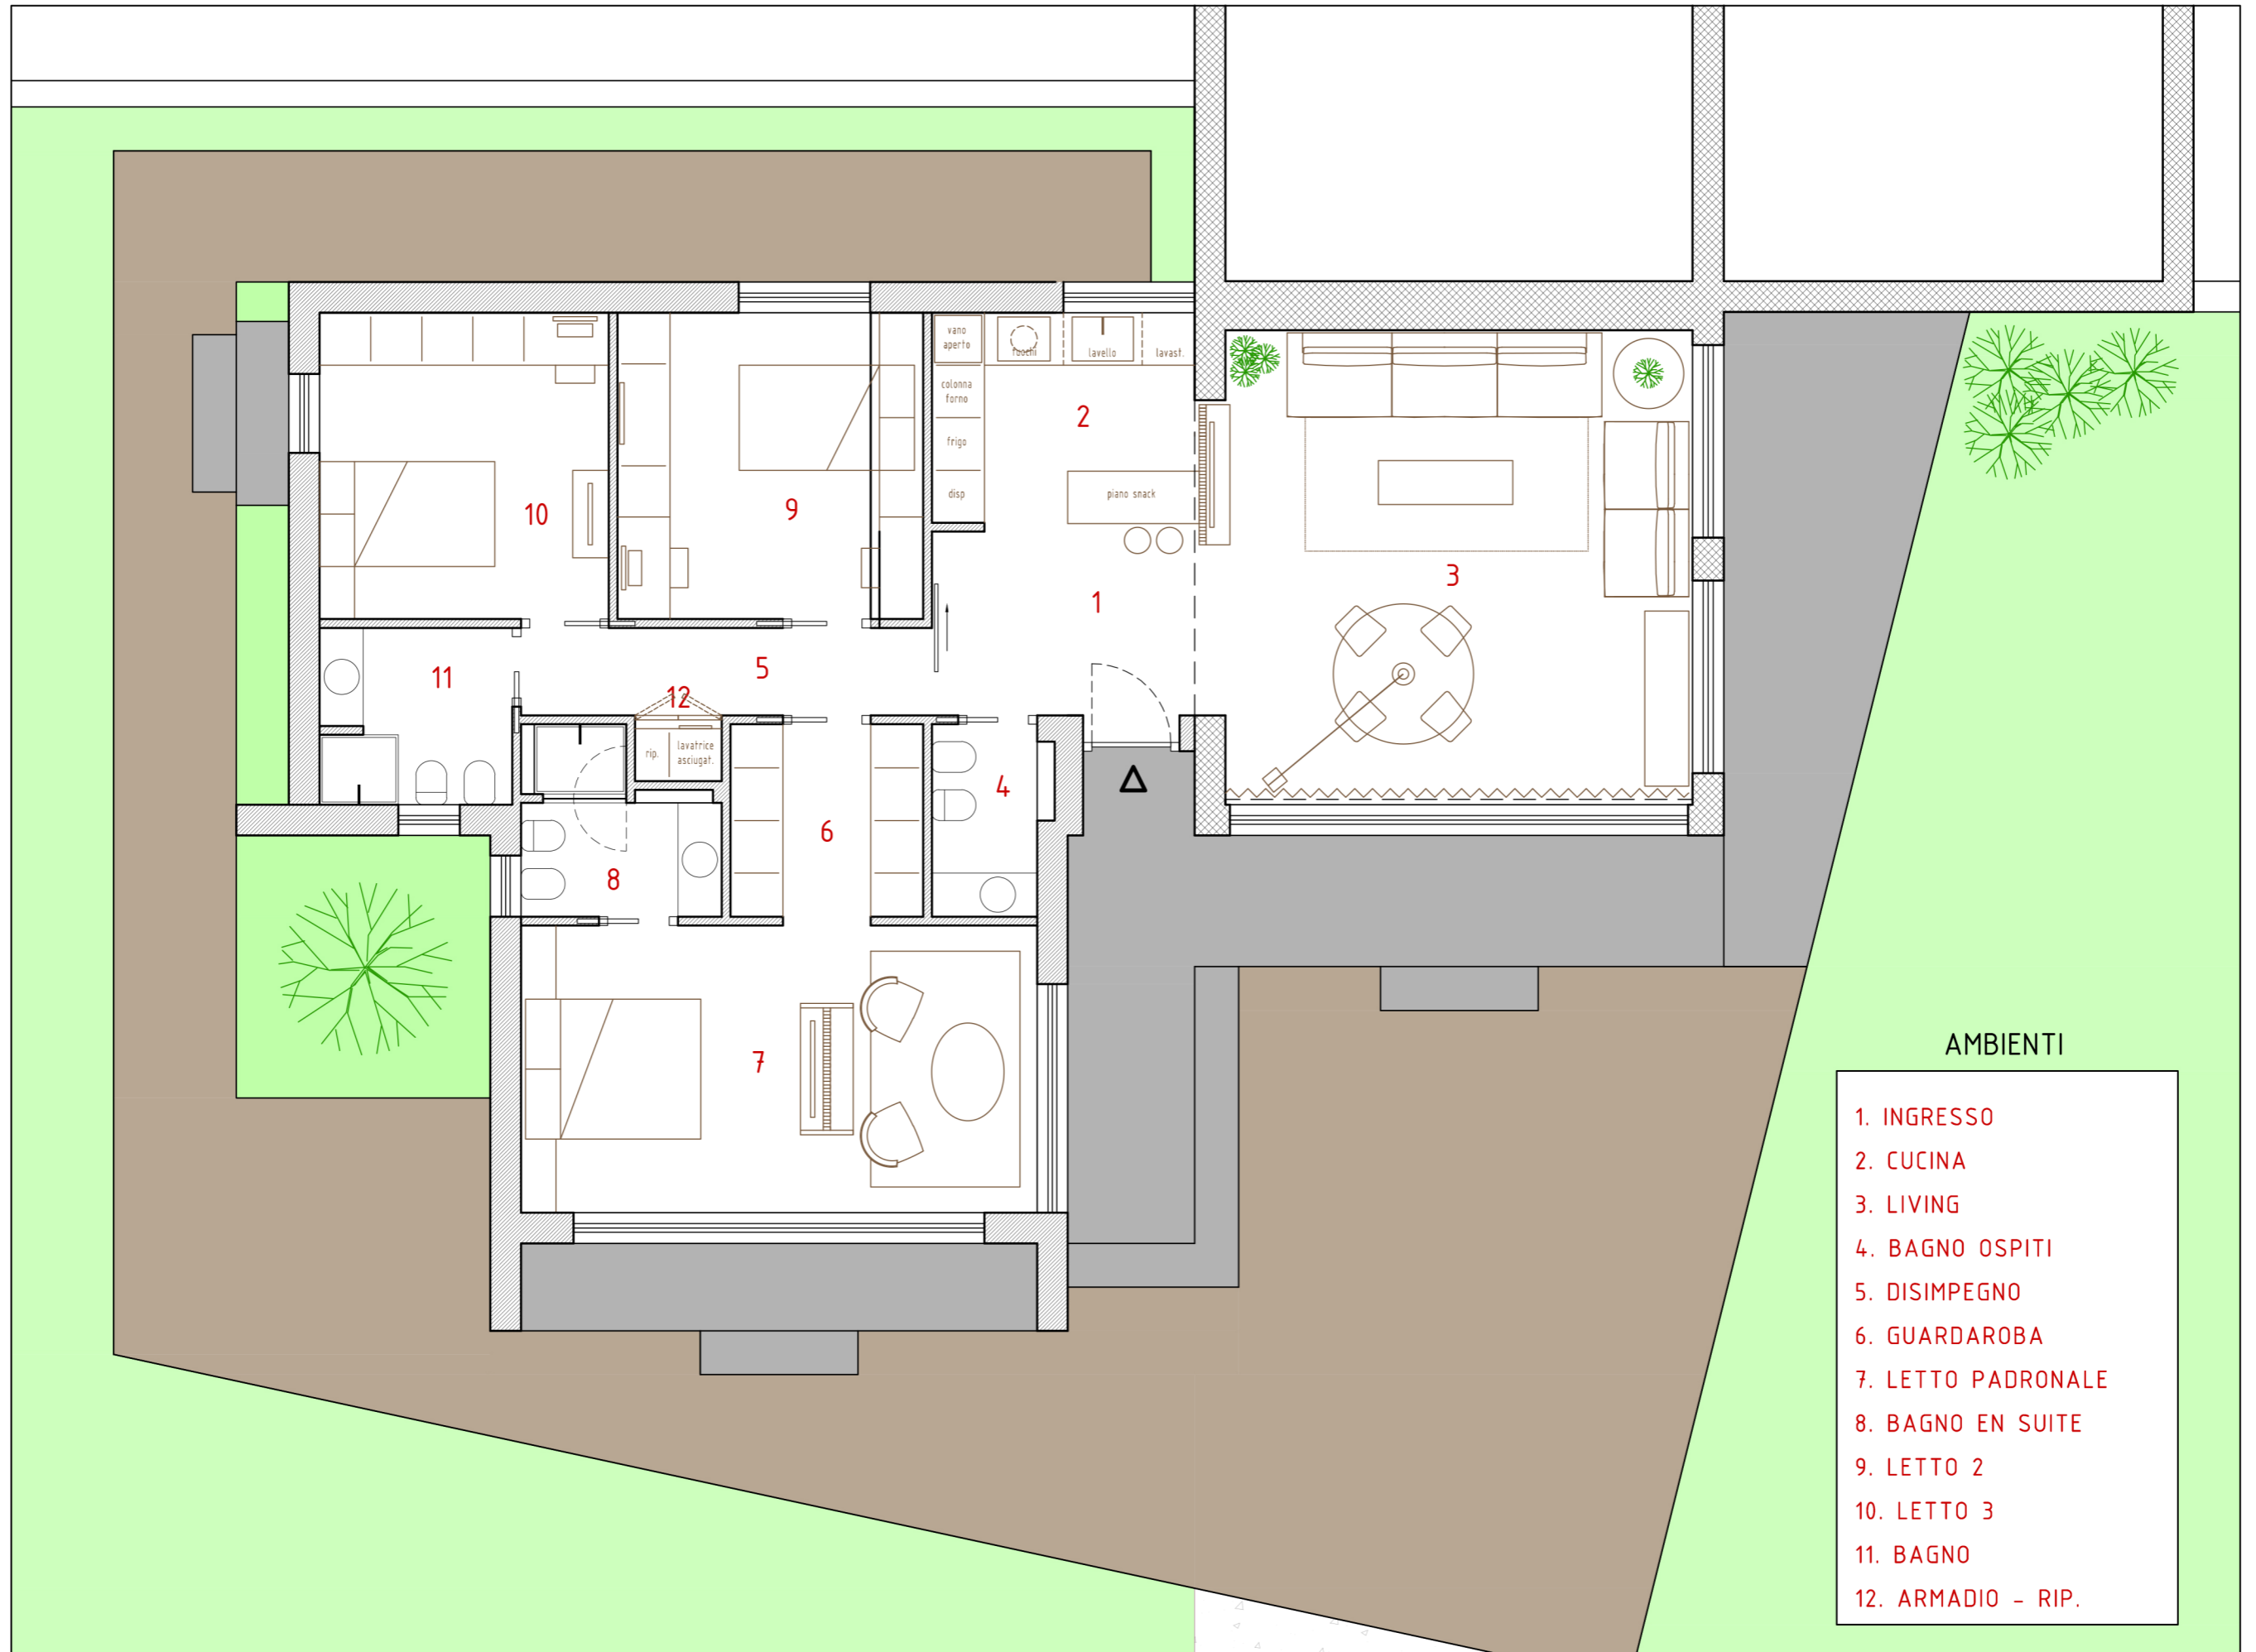 vano
aperto
fuochi
lavello
lavast.
colonna
forno
frigo
disp
piano snack
2
10
9
3
1
11
5
12
rip.
lavatrice
asciugat.
4
6
8
7
AMBIENTI
1. INGRESSO
2. CUCINA
3. LIVING
4. BAGNO OSPITI
5. DISIMPEGNO
6. GUARDAROBA
7. LETTO PADRONALE
8. BAGNO EN SUITE
9. LETTO 2
10. LETTO 3
11. BAGNO
12. ARMADIO - RIP.